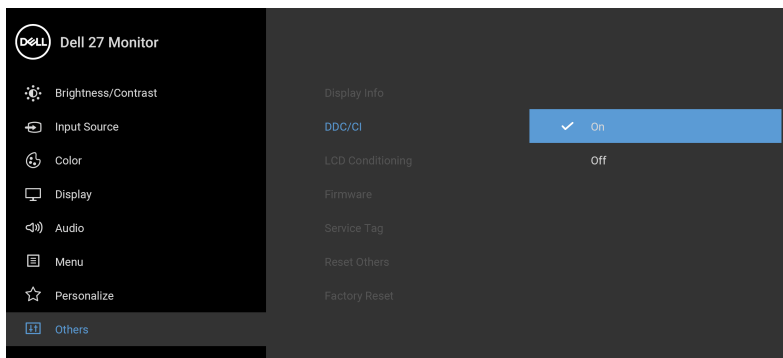 DELL
Dell 27 Monitor
Brightness/Contrast
Input Source
Color
Display
Audio
Menu
Personalize
Others
Display Info
DDC/CI
LCD Conditioning
Firmware
Service Tag
Reset Others
Factory Reset
On
Off